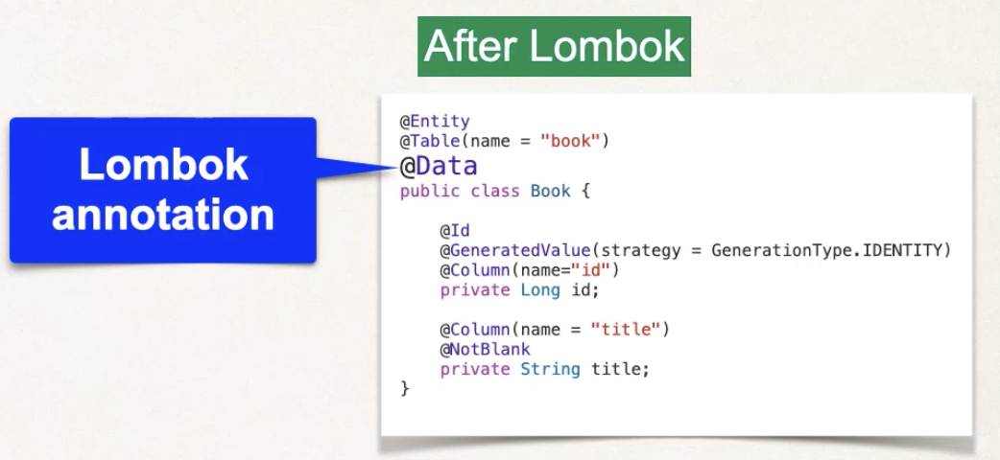 After Lombok
Lombok
annotation
@Entity
@Table(name = "book")
@Data
public class Book {
@Id
@GeneratedValue(strategy = GenerationType.IDENTITY)
@Column(name="id")
private Long id;
@Column(name = "title")
@NotBlank
private String title;
}